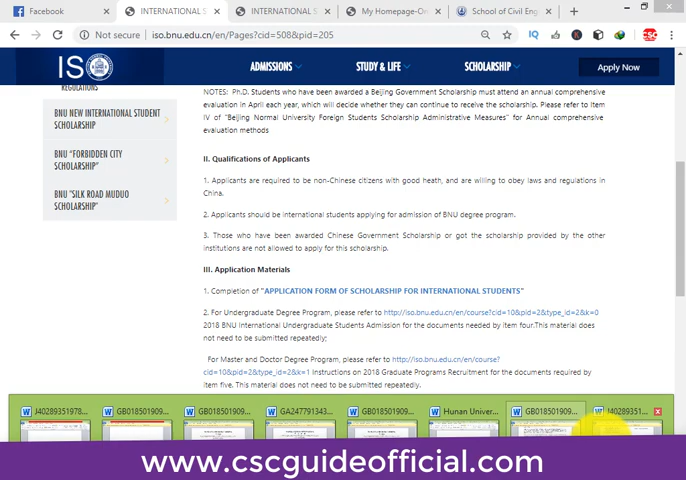 Facebook
INTERNATIONAL S
INTERNATIONAL S
My Homepage-On
School of Civil Eng
Not secure
iso.bnu.edu.cn/en/Pages?cid=508&pid=205
IS
ADMISSIONS
STUDY & LIFE
SCHOLARSHIP
Apply Now
REGULATIONS
BNU NEW INTERNATIONAL STUDENT
SCHOLARSHIP
BNU "FORBIDDEN CITY
SCHOLARSHIP"
BNU "SILK ROAD MUDUO
SCHOLARSHIP"
NOTES: Ph.D. Students who have been awarded a Beijing Government Scholarship must attend an annual comprehensive
evaluation in April each year, which will decide whether they can continue to receive the scholarship. Please refer to Item
IV of "Beijing Normal University Foreign Students Scholarship Administrative Measures" for Annual comprehensive
evaluation methods
II. Qualifications of Applicants
1. Applicants are required to be non-Chinese citizens with good heath, and are willing to obey laws and regulations in
China.
2. Applicants should be international students applying for admission of BNU degree program.
3. Those who have been awarded Chinese Government Scholarship or got the scholarship provided by the other
institutions are not allowed to apply for this scholarship.
III. Application Materials
1. Completion of "APPLICATION FORM OF SCHOLARSHIP FOR INTERNATIONAL STUDENTS"
2. For Undergraduate Degree Program, please refer to http://iso.bnu.edu.cn/en/course?cid=10&pid=2&type_id=2&k=0
2018 BNU International Undergraduate Students Admission for the documents needed by item four.This material does
not need to be submitted repeatedly;
For Master and Doctor Degree Program, please refer to http://iso.bnu.edu.cn/en/course?
cid=10&pid=2&type_id=2&k=1 Instructions on 2018 Graduate Programs Recruitment for the documents required by
item five. This material does not need to be submitted repeatedly.
J40289351978...
GB018501909...
GB018501909...
GA247791343...
GB018501909...
Hunan Univer...
GB018501909...
J40289351...
www.cscguideofficial.com